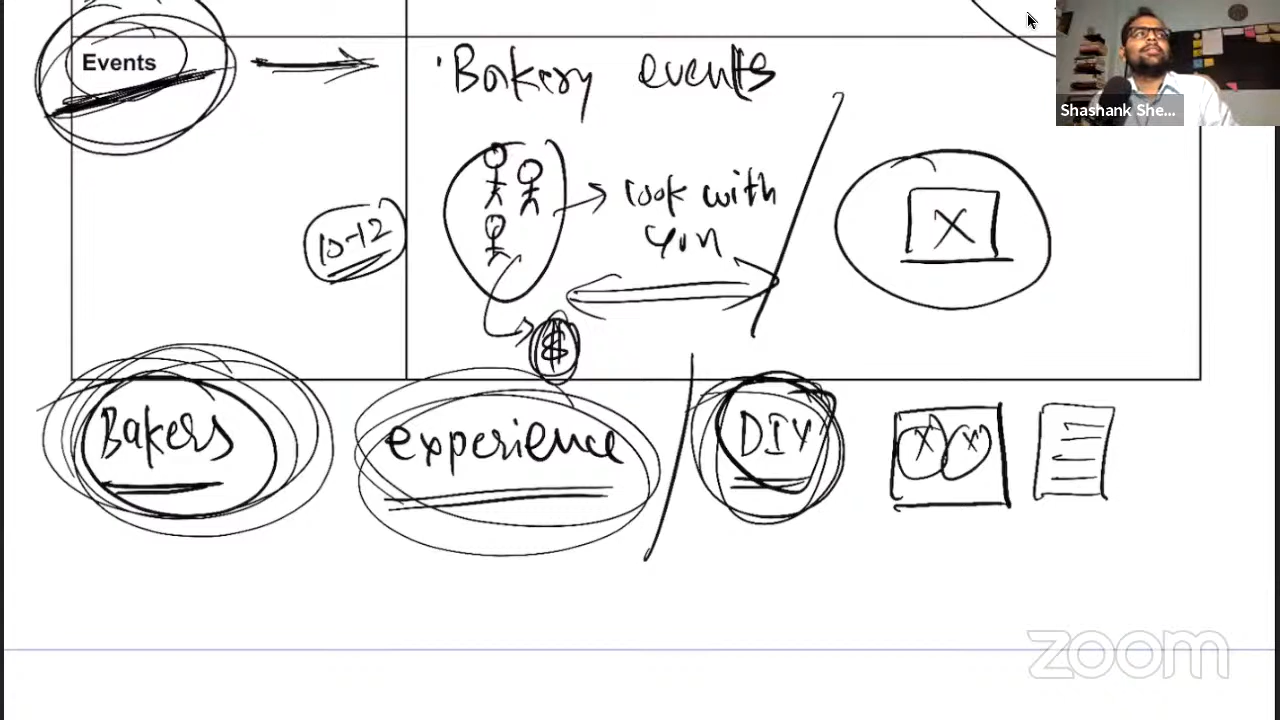 Events
Bakery events
Shashank She...
cook with
you
10-12
X
$
Bakers
experience
DIY
X X
zoom